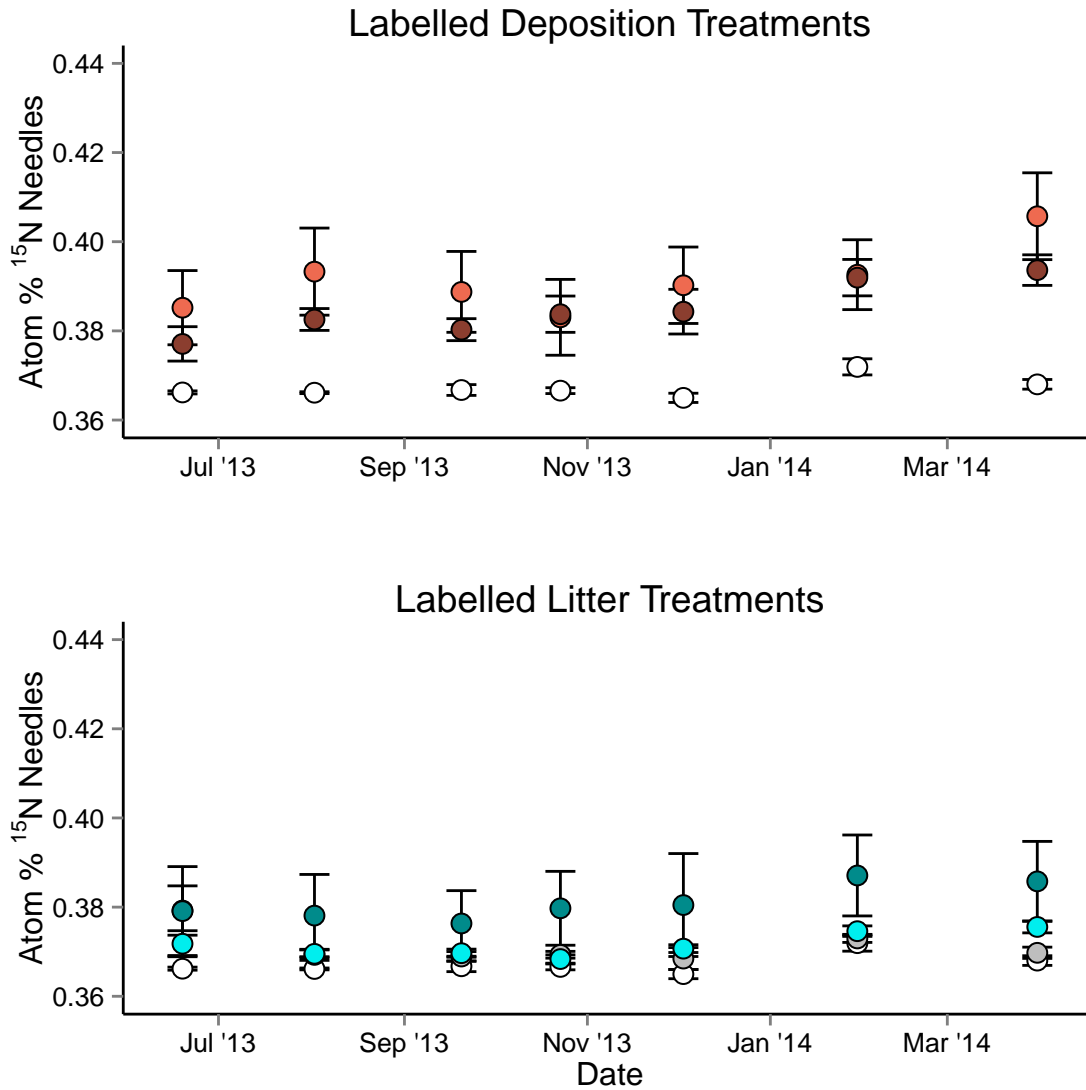 Labelled Deposition Treatments
0.44
0.42
0.40
0.38
0.36
Atom % ¹⁵N Needles
Jul '13 Sep '13 Nov '13 Jan '14 Mar '14
Labelled Litter Treatments
0.44
0.42
0.40
0.38
0.36
Atom % ¹⁵N Needles
Jul '13 Sep '13 Nov '13 Jan '14 Mar '14
Date